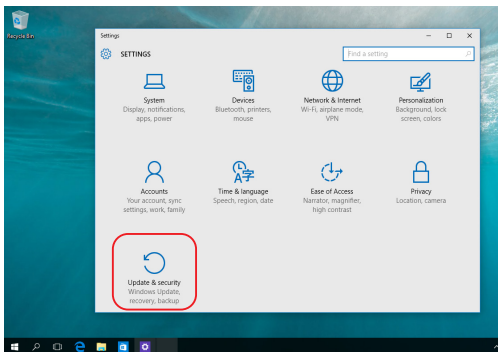 Recycle Bin
Settings
SETTINGS
Find a setting
System
Display, notifications,
apps, power
Devices
Bluetooth, printers,
mouse
Network & Internet
Wi-Fi, airplane mode,
VPN
Personalization
Background, lock
screen, colors
Accounts
Your account, sync
settings, work, family
Time & language
Speech, region, date
Ease of Access
Narrator, magnifier,
high contrast
Privacy
Location, camera
Update & security
Windows Update,
recovery, backup